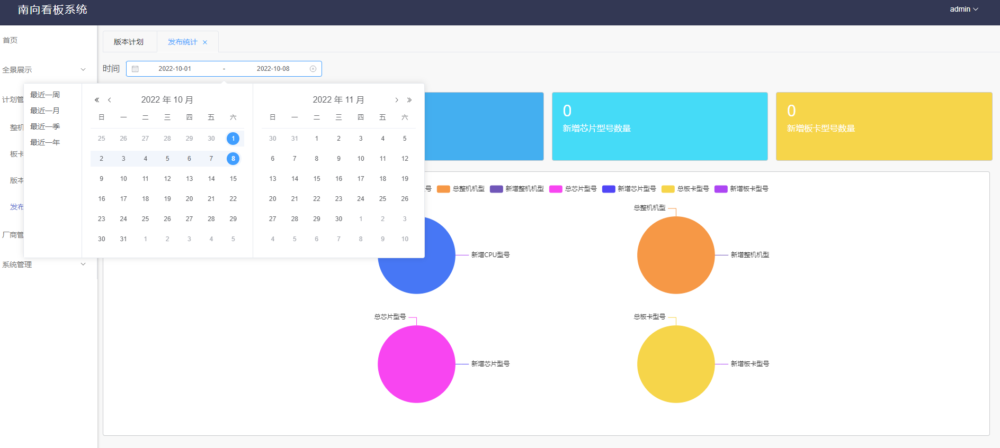 南向看板系统
admin
首页
全景展示
计划管
整机
板卡
版本
发布
厂商管
系统管理
版本计划
发布统计
时间 2022-10-01 - 2022-10-08
最近一周
最近一月
最近一季
最近一年
2022 年 10 月
日 一 二 三 四 五 六
25 26 27 28 29 30 1
2 3 4 5 6 7 8
9 10 11 12 13 14 15
16 17 18 19 20 21 22
23 24 25 26 27 28 29
30 31 1 2 3 4 5
2022 年 11 月
日 一 二 三 四 五 六
30 31 1 2 3 4 5
6 7 8 9 10 11 12
13 14 15 16 17 18 19
20 21 22 23 24 25 26
27 28 29 30 1 2 3
4 5 6 7 8 9 10
0
新增芯片型号数量
0
新增板卡型号数量
号 总整机机型 新增整机机型 总芯片型号 新增芯片型号 总板卡型号 新增板卡型号
新增CPU型号
总整机机型
新增整机机型
总芯片型号
新增芯片型号
总板卡型号
新增板卡型号